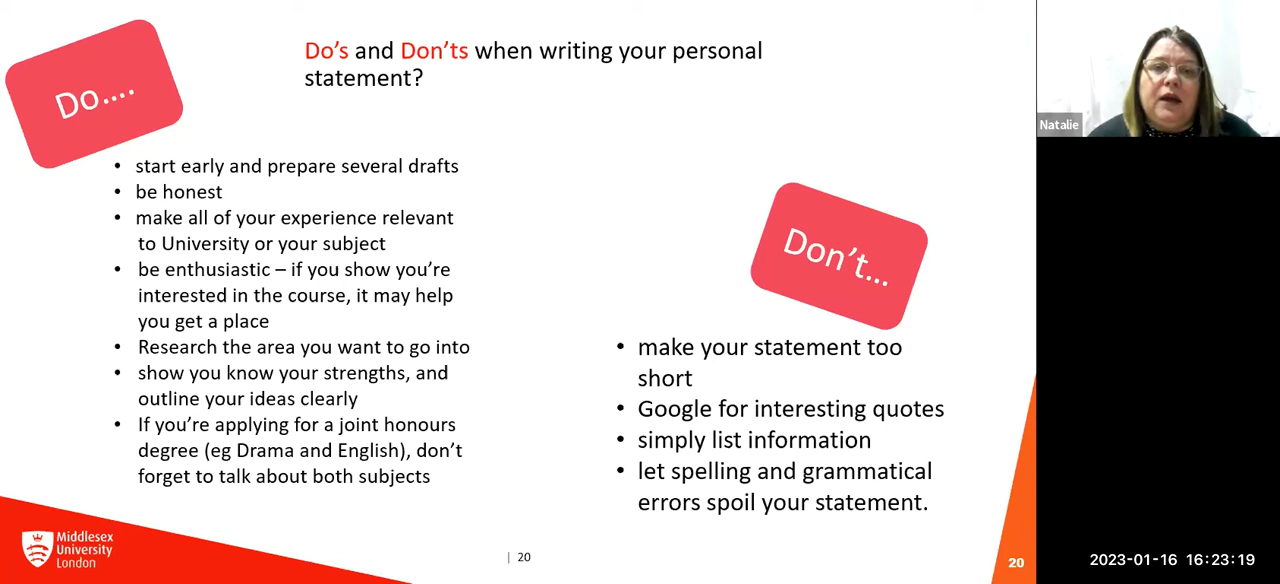 Do's and Don'ts when writing your personal
statement?
Do....
• start early and prepare several drafts
• be honest
• make all of your experience relevant
to University or your subject
• be enthusiastic – if you show you're
interested in the course, it may help
you get a place
• Research the area you want to go into
• show you know your strengths, and
outline your ideas clearly
• If you're applying for a joint honours
degree (eg Drama and English), don't
forget to talk about both subjects
Don't...
• make your statement too
short
• Google for interesting quotes
• simply list information
• let spelling and grammatical
errors spoil your statement.
Middlesex
University
London
| 20
20
Natalie
2023-01-16 16:23:19